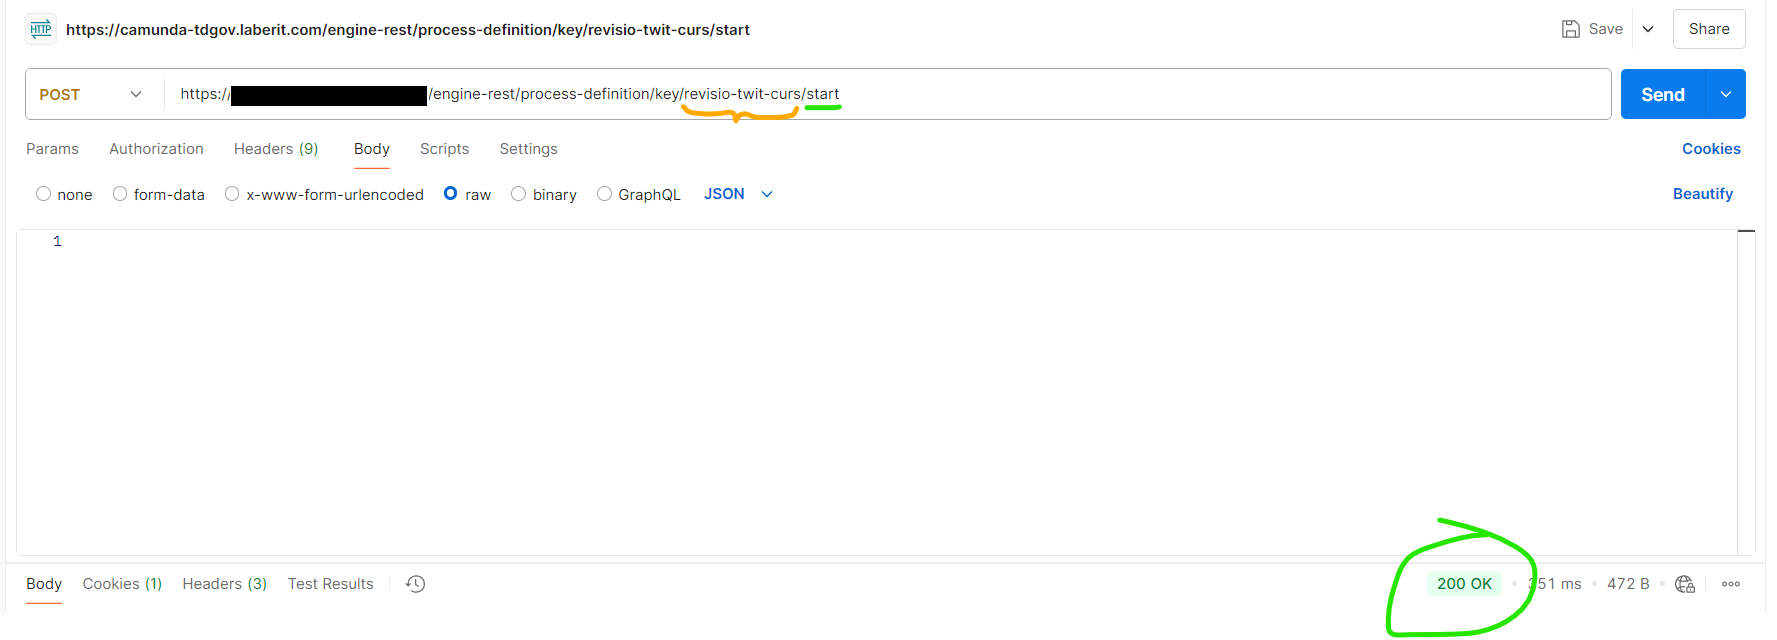 HTTP https://camunda-tdgov.laberit.com/engine-rest/process-definition/key/revisio-twit-curs/start Save Share
POST https:// /engine-rest/process-definition/key/revisio-twit-curs/start Send
Params Authorization Headers (9) Body Scripts Settings Cookies
none form-data x-www-form-urlencoded raw binary GraphQL JSON Beautify
1
Body Cookies (1) Headers (3) Test Results 200 OK 351 ms 472 B